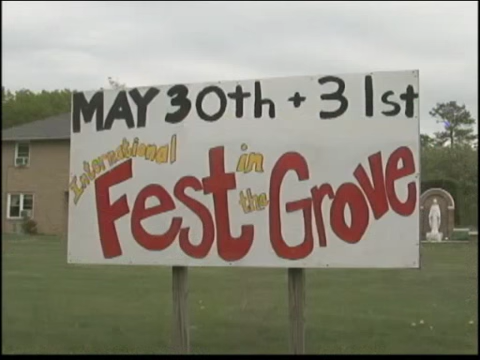 MAY 30th + 31st
International
Fest in the Grove